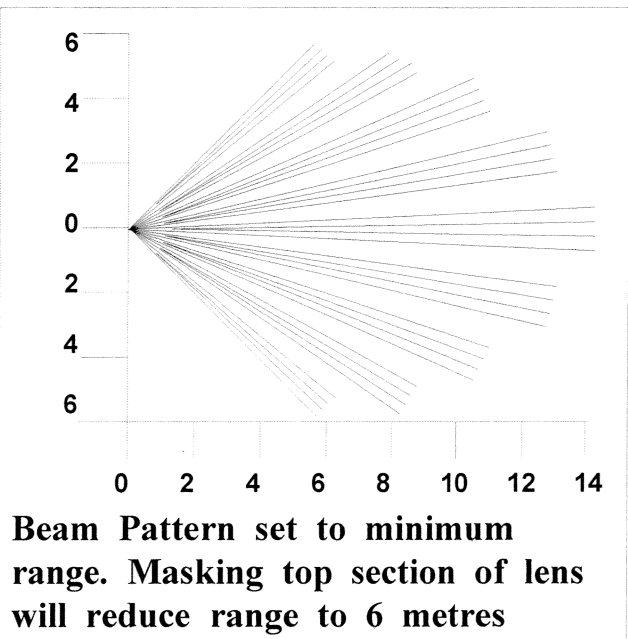 6
4
2
0
2
4
6
0 2 4 6 8 10 12 14
Beam Pattern set to minimum
range. Masking top section of lens
will reduce range to 6 metres